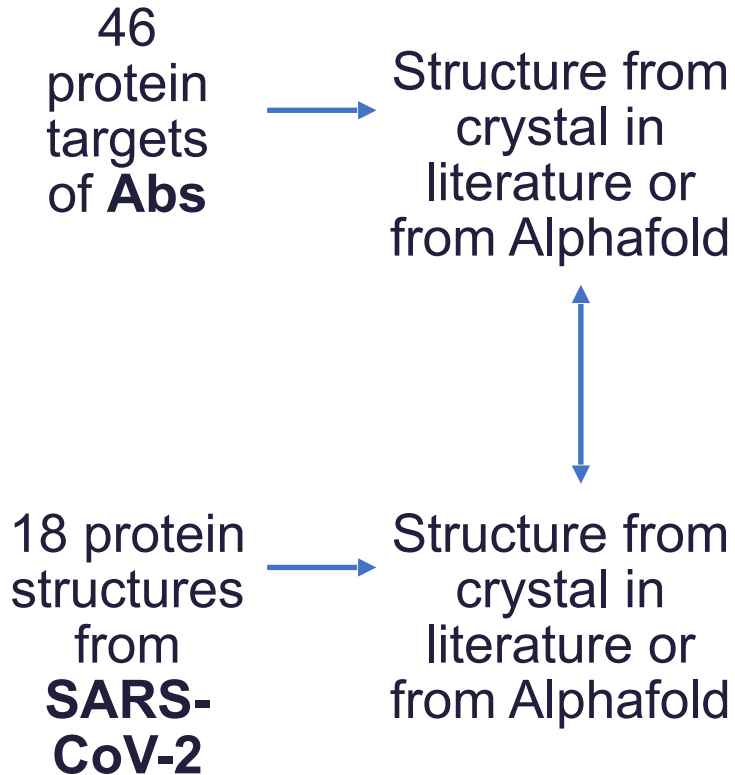 46
protein
targets
of Abs
Structure from
crystal in
literature or
from Alphafold
18 protein
structures
from
SARS-
CoV-2
Structure from
crystal in
literature or
from Alphafold